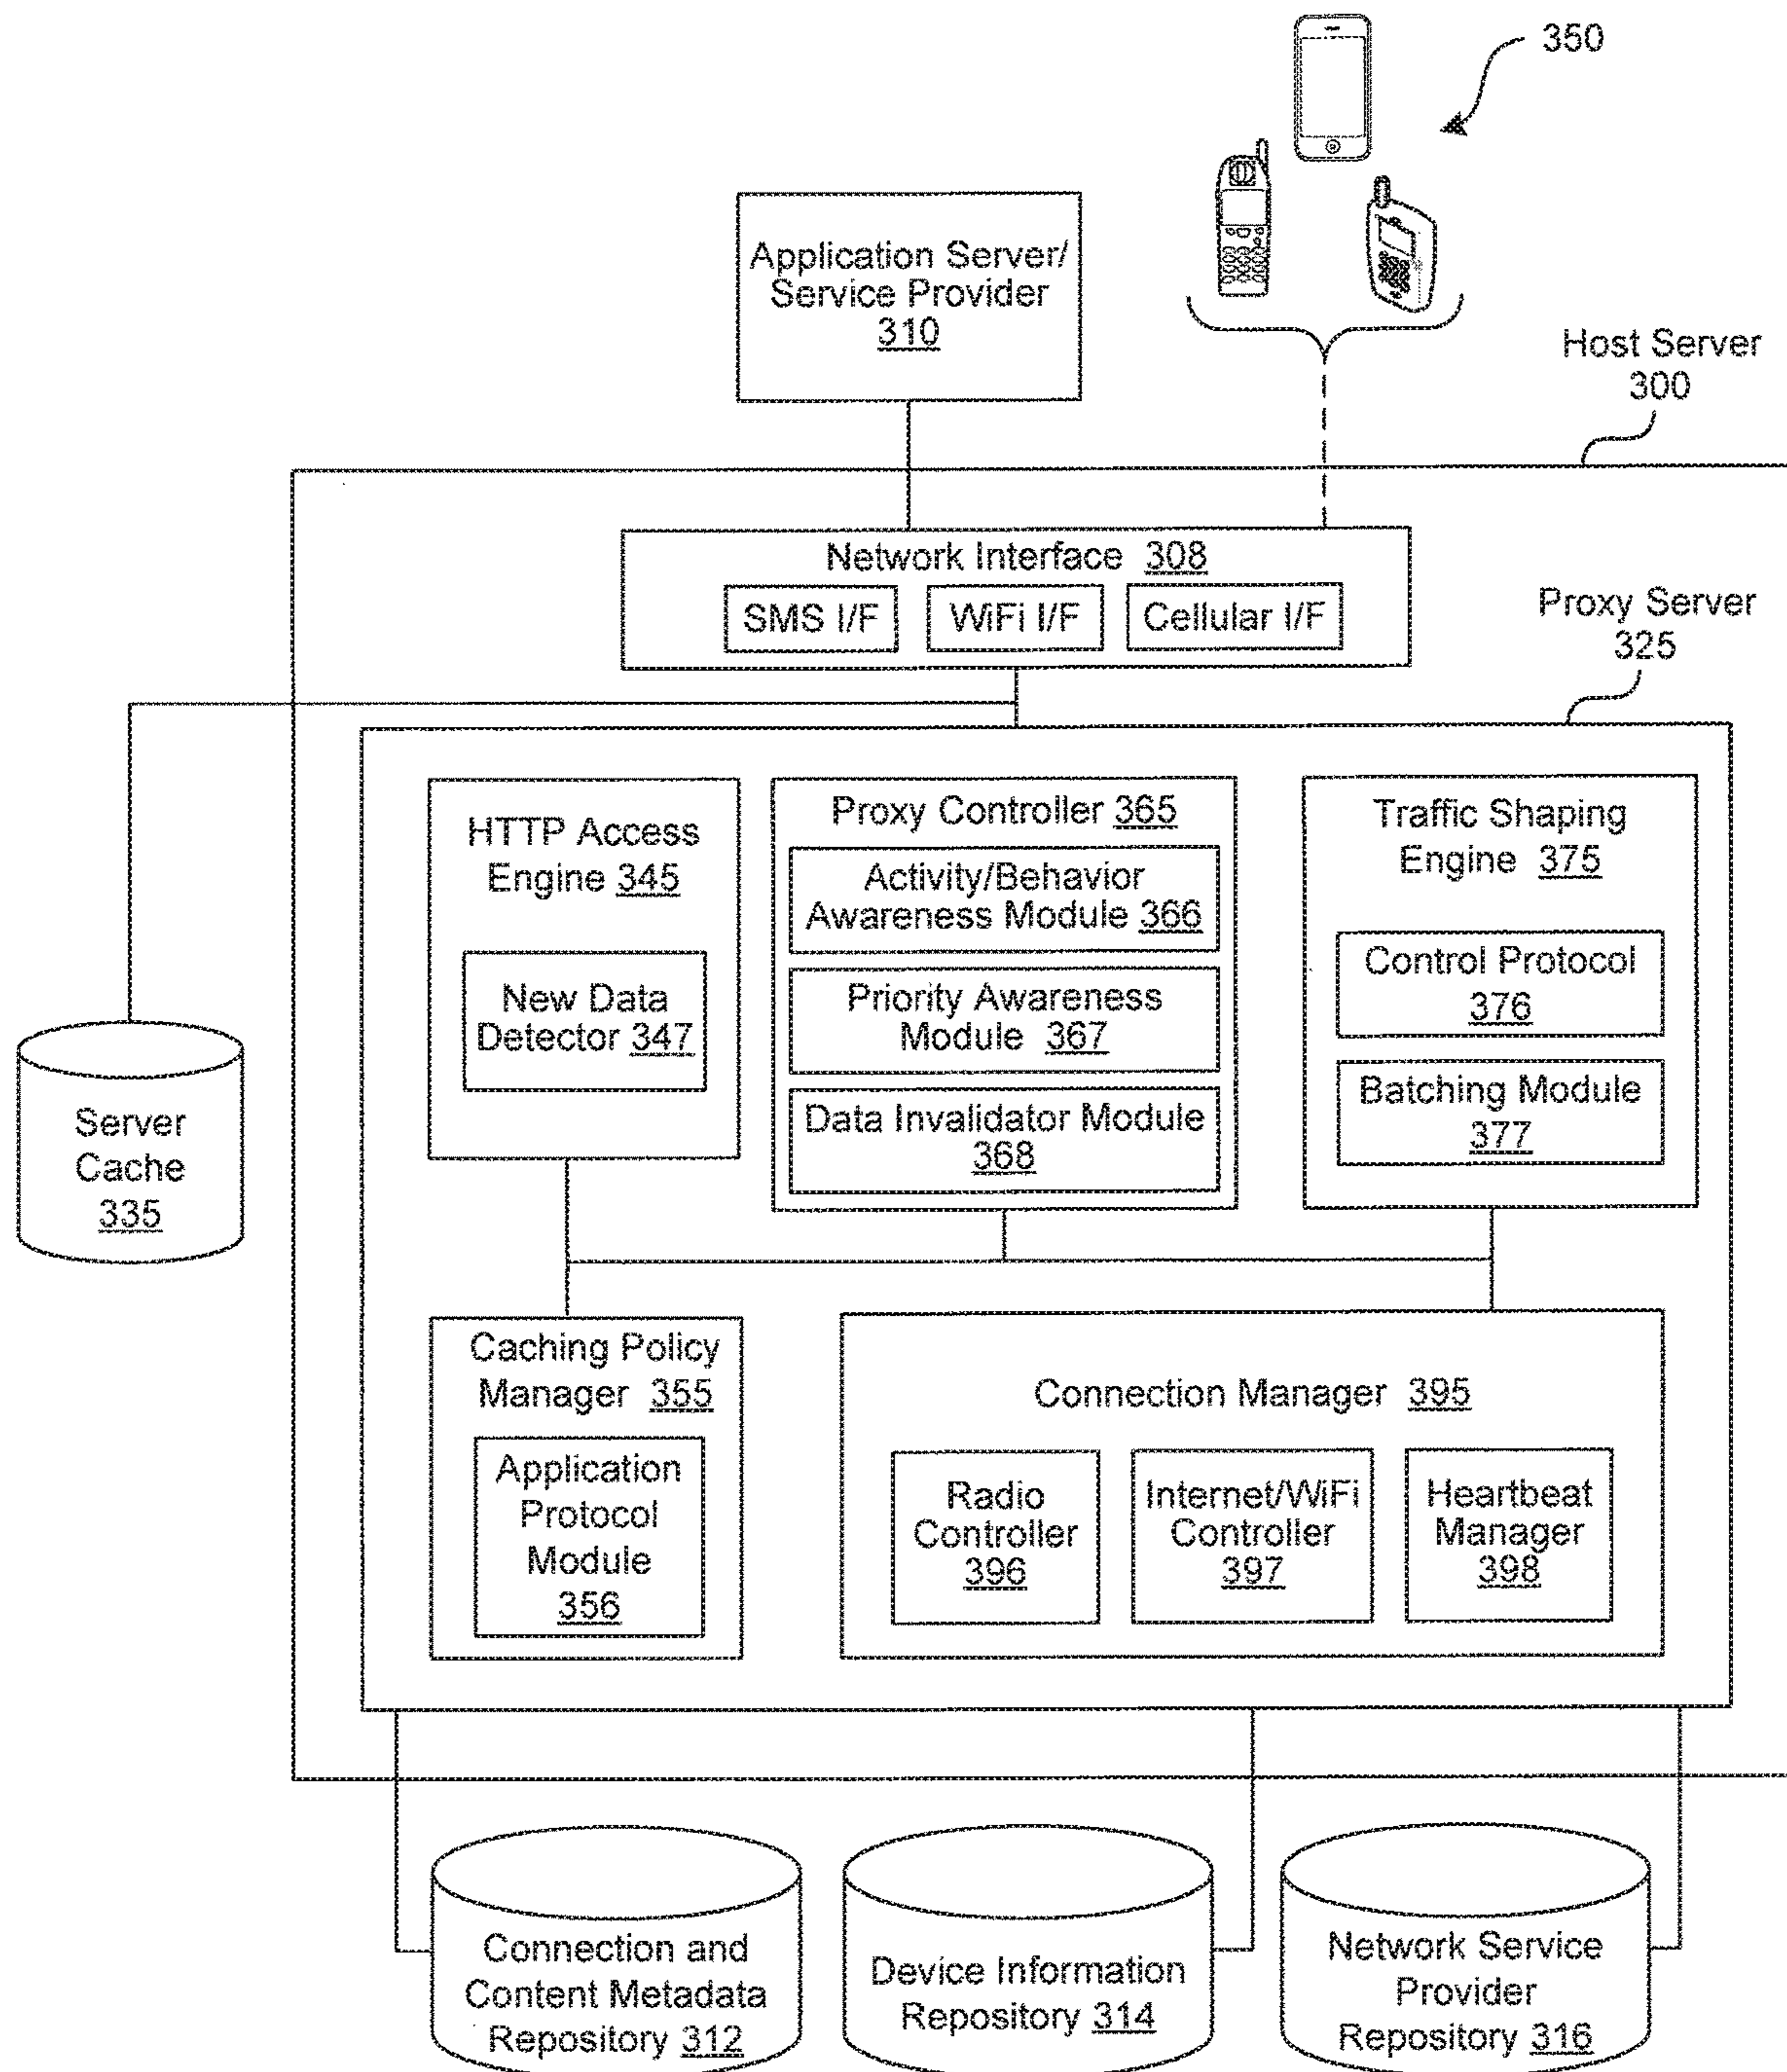 350
Application Server/
Service Provider
310
Host Server
300
Network Interface 308
SMS I/F
WiFi I/F
Cellular I/F
Proxy Server
325
HTTP Access
Engine 345
New Data
Detector 347
Proxy Controller 365
Activity/Behavior
Awareness Module 366
Priority Awareness
Module 367
Data Invalidator Module
368
Traffic Shaping
Engine 375
Control Protocol
376
Batching Module
377
Server
Cache
335
Caching Policy
Manager 355
Application
Protocol
Module
356
Connection Manager 395
Radio
Controller
396
Internet/WiFi
Controller
397
Heartbeat
Manager
398
Connection and
Content Metadata
Repository 312
Device Information
Repository 314
Network Service
Provider
Repository 316